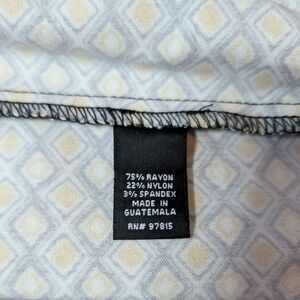 75% RAYON
22% NYLON
3% SPANDEX
MADE IN
GUATEMALA
RN# 97815